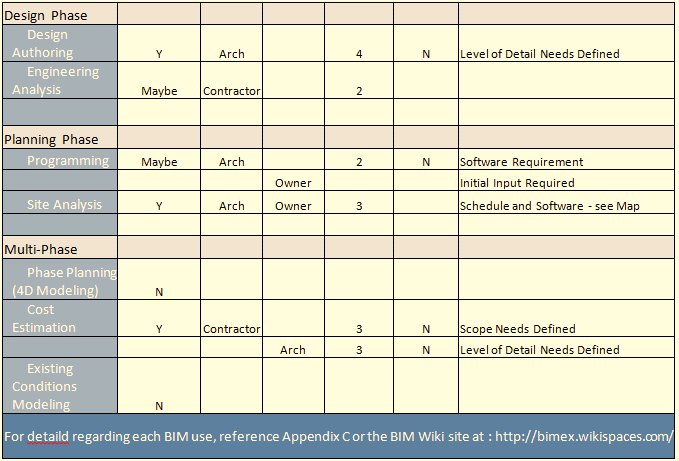 Design Phase
Design
Authoring Y Arch 4 N Level of Detail Needs Defined
Engineering
Analysis Maybe Contractor 2
Planning Phase
Programming Maybe Arch 2 N Software Requirement
Owner Initial Input Required
Site Analysis Y Arch Owner 3 Schedule and Software - see Map
Multi-Phase
Phase Planning
(4D Modeling) N
Cost
Estimation Y Contractor 3 N Scope Needs Defined
Arch 3 N Level of Detail Needs Defined
Existing
Conditions
Modeling N
For detaild regarding each BIM use, reference Appendix C or the BIM Wiki site at : http://bimex.wikispaces.com/